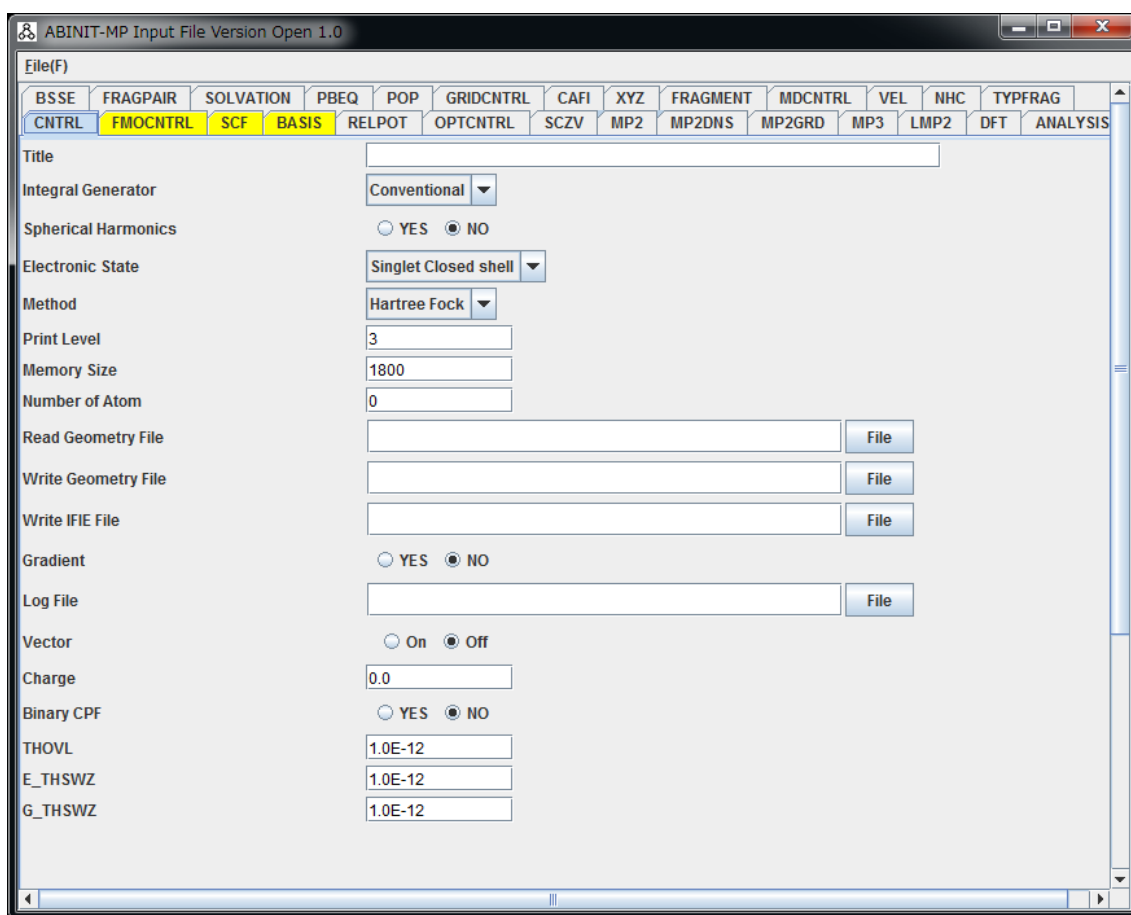 ABINIT-MP Input File Version Open 1.0
File(F)
BSSE FRAGPAIR SOLVATION PBEQ POP GRIDCNTRL CAFI XYZ FRAGMENT MDCNTRL VEL NHC TYPFRAG
CNTRL FMOCNTRL SCF BASIS RELPOT OPTCNTRL SCZV MP2 MP2DNS MP2GRD MP3 LMP2 DFT ANALYSIS
Title
Integral Generator Conventional
Spherical Harmonics YES NO
Electronic State Singlet Closed shell
Method Hartree Fock
Print Level 3
Memory Size 1800
Number of Atom 0
Read Geometry File File
Write Geometry File File
Write IFIE File File
Gradient YES NO
Log File File
Vector On Off
Charge 0.0
Binary CPF YES NO
THOVL 1.0E-12
E_THSWZ 1.0E-12
G_THSWZ 1.0E-12